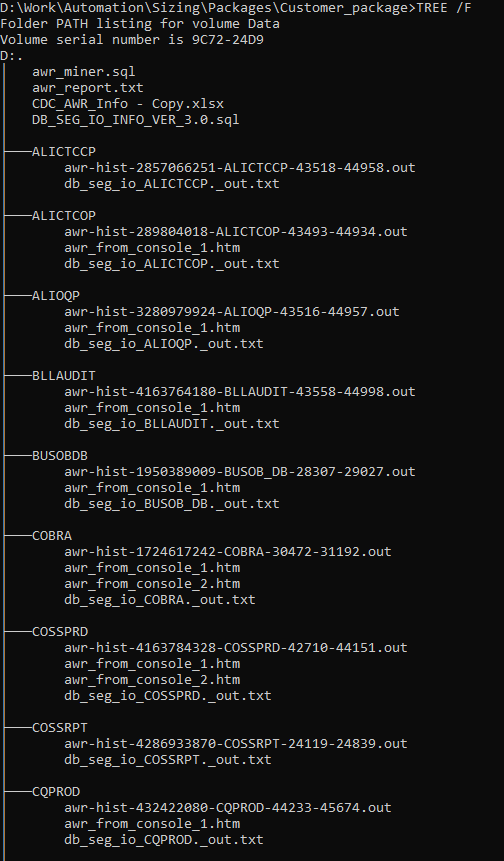 D:\Work\Automation\Sizing\Packages\Customer_package>TREE /F
Folder PATH listing for volume Data
Volume serial number is 9C72-24D9
D:.
awr_miner.sql
awr_report.txt
CDC_AWR_Info - Copy.xlsx
DB_SEG_IO_INFO_VER_3.0.sql
ALICTCCP
awr-hist-2857066251-ALICTCCP-43518-44958.out
db_seg_io_ALICTCCP._out.txt
ALICTCOP
awr-hist-289804018-ALICTCOP-43493-44934.out
awr_from_console_1.htm
db_seg_io_ALICTCOP._out.txt
ALIOQP
awr-hist-3280979924-ALIOQP-43516-44957.out
awr_from_console_1.htm
db_seg_io_ALIOQP._out.txt
BLLAUDIT
awr-hist-4163764180-BLLAUDIT-43558-44998.out
awr_from_console_1.htm
db_seg_io_BLLAUDIT._out.txt
BUSOBDB
awr-hist-1950389009-BUSOB_DB-28307-29027.out
awr_from_console_1.htm
db_seg_io_BUSOB_DB._out.txt
COBRA
awr-hist-1724617242-COBRA-30472-31192.out
awr_from_console_1.htm
awr_from_console_2.htm
db_seg_io_COBRA._out.txt
COSSPRD
awr-hist-4163784328-COSSPRD-42710-44151.out
awr_from_console_1.htm
awr_from_console_2.htm
db_seg_io_COSSPRD._out.txt
COSSRPT
awr-hist-4286933870-COSSRPT-24119-24839.out
db_seg_io_COSSRPT._out.txt
CQPROD
awr-hist-432422080-CQPROD-44233-45674.out
awr_from_console_1.htm
db_seg_io_CQPROD._out.txt